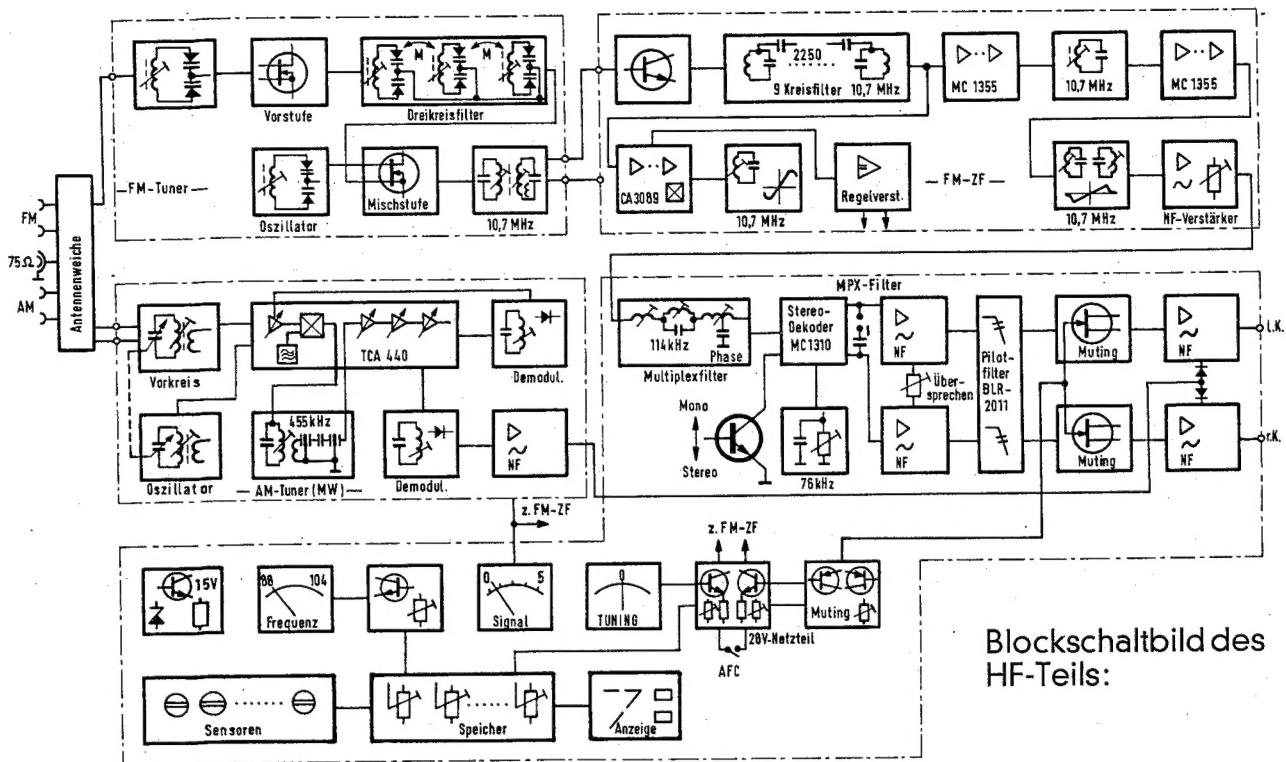 FM-Tuner
Vorstufe
M
M
Dreikreisfilter
Oszillator
Mischstufe
10,7 MHz
2250
9 Kreisfilter 10,7 MHz
MC 1355
10,7 MHz
MC 1355
CA3089
10,7 MHz
Regelverst.
FM-ZF
10,7 MHz
NF-Verstärker
FM
75Ω
AM
Antennenweiche
Vorkreis
TCA 440
Demodul.
Oszillator
455kHz
AM-Tuner (MW)
Demodul.
NF
MPX-Filter
114kHz
Phase
Multiplexfilter
Stereo-
Dekoder
MC1310
NF
Über-
sprechen
NF
Pilot-
filter
BLR-
2011
Muting
Muting
NF
NF
l.K.
r.K.
Mono
Stereo
76kHz
z. FM-ZF
z. FM-ZF
15V
88 104
Frequenz
0 5
Signal
0
TUNING
28V-Netzteil
AFC
Muting
Sensoren
Speicher
Anzeige
Blockschaltbild des
HF-Teils: